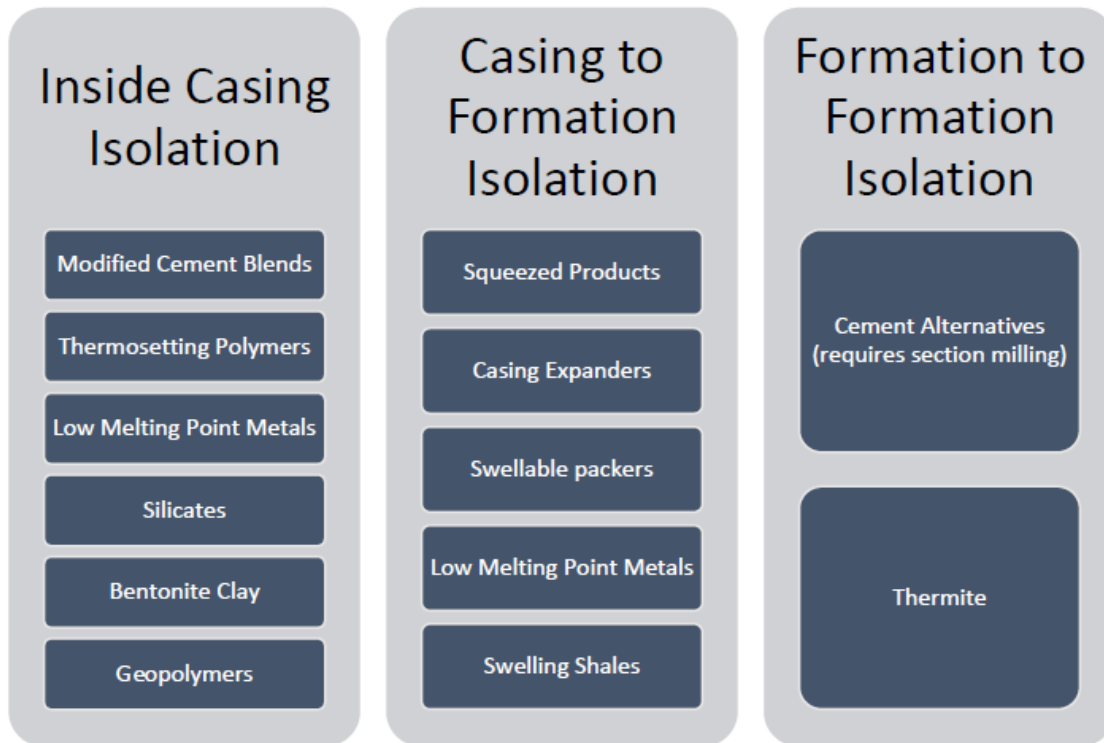 Inside Casing
Isolation
Modified Cement Blends
Thermosetting Polymers
Low Melting Point Metals
Silicates
Bentonite Clay
Geopolymers
Casing to
Formation
Isolation
Squeezed Products
Casing Expanders
Swellable packers
Low Melting Point Metals
Swelling Shales
Formation to
Formation
Isolation
Cement Alternatives
(requires section milling)
Thermite